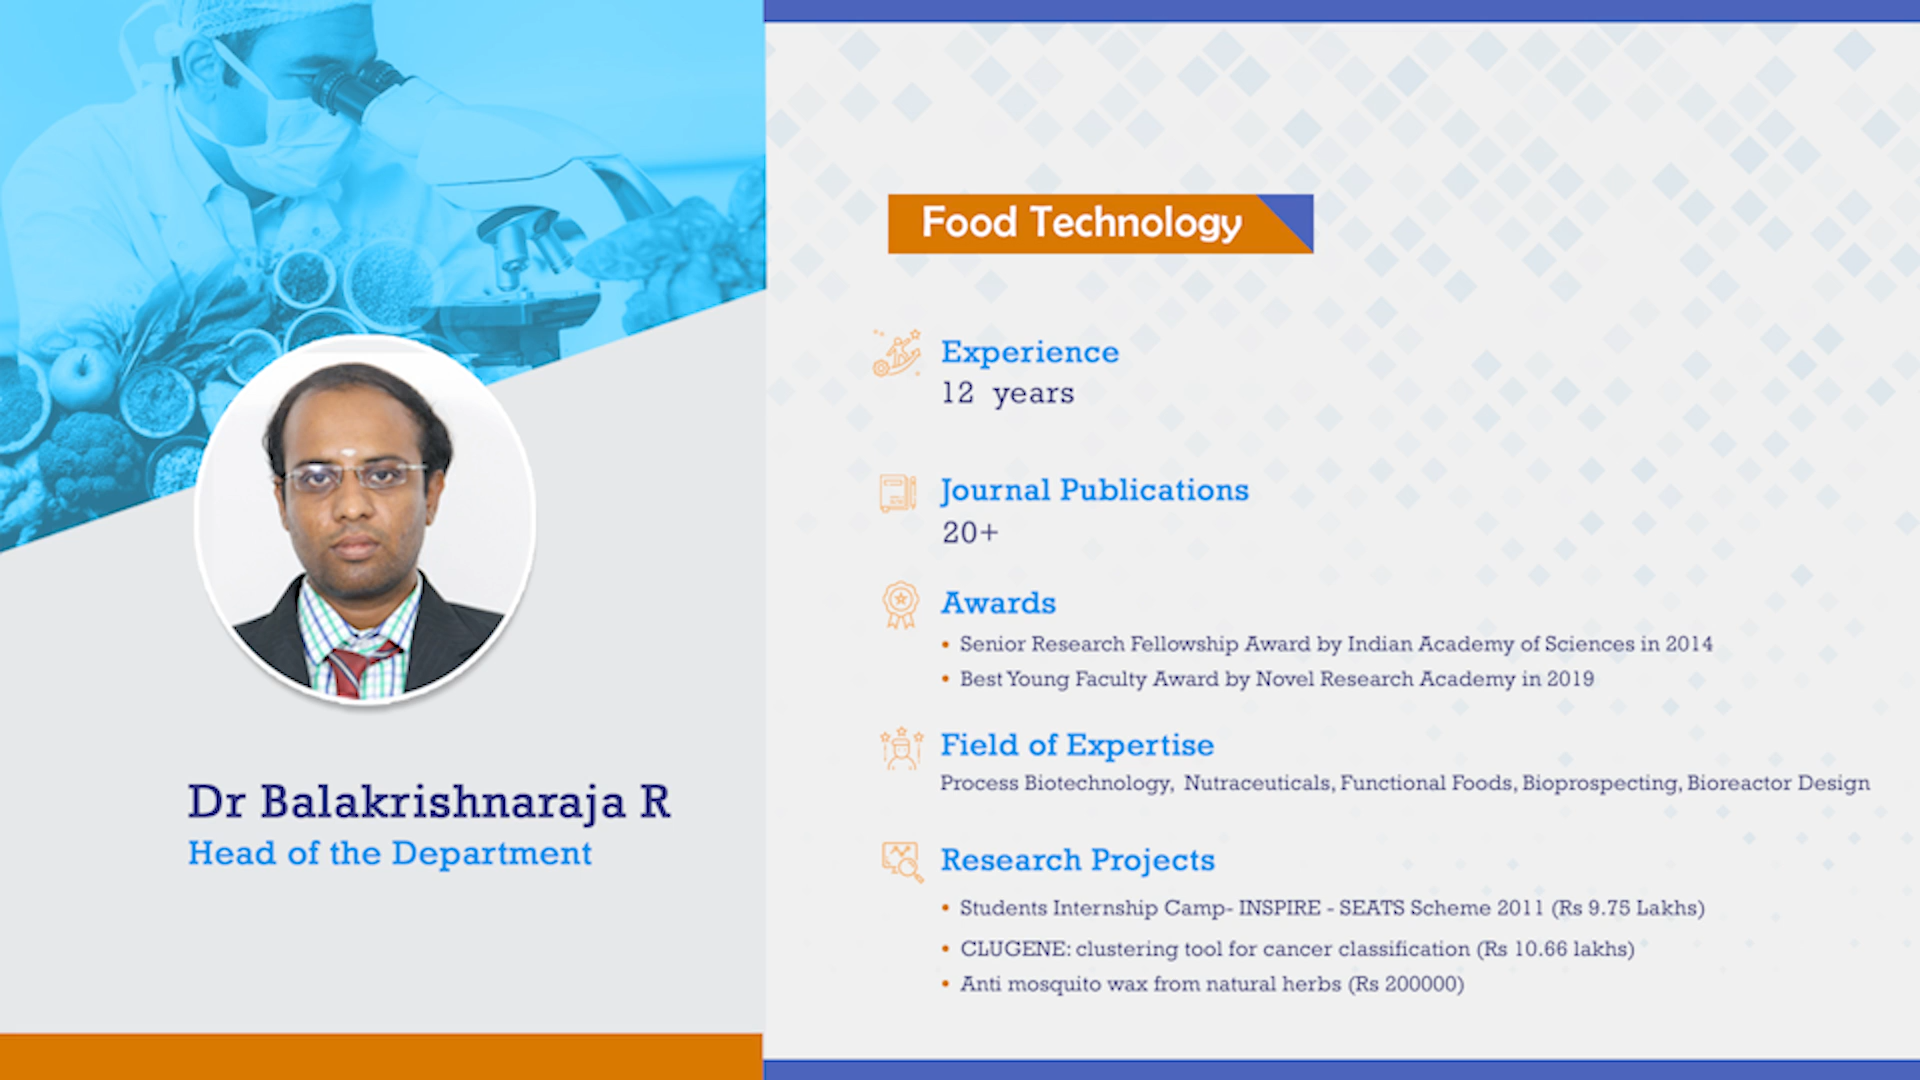 Dr Balakrishnaraja R
Head of the Department
Food Technology
Experience
12 years
Journal Publications
20+
Awards
• Senior Research Fellowship Award by Indian Academy of Sciences in 2014
• Best Young Faculty Award by Novel Research Academy in 2019
Field of Expertise
Process Biotechnology, Nutraceuticals, Functional Foods, Bioprospecting, Bioreactor Design
Research Projects
• Students Internship Camp- INSPIRE - SEATS Scheme 2011 (Rs 9.75 Lakhs)
• CLUGENE: clustering tool for cancer classification (Rs 10.66 lakhs)
• Anti mosquito wax from natural herbs (Rs 200000)